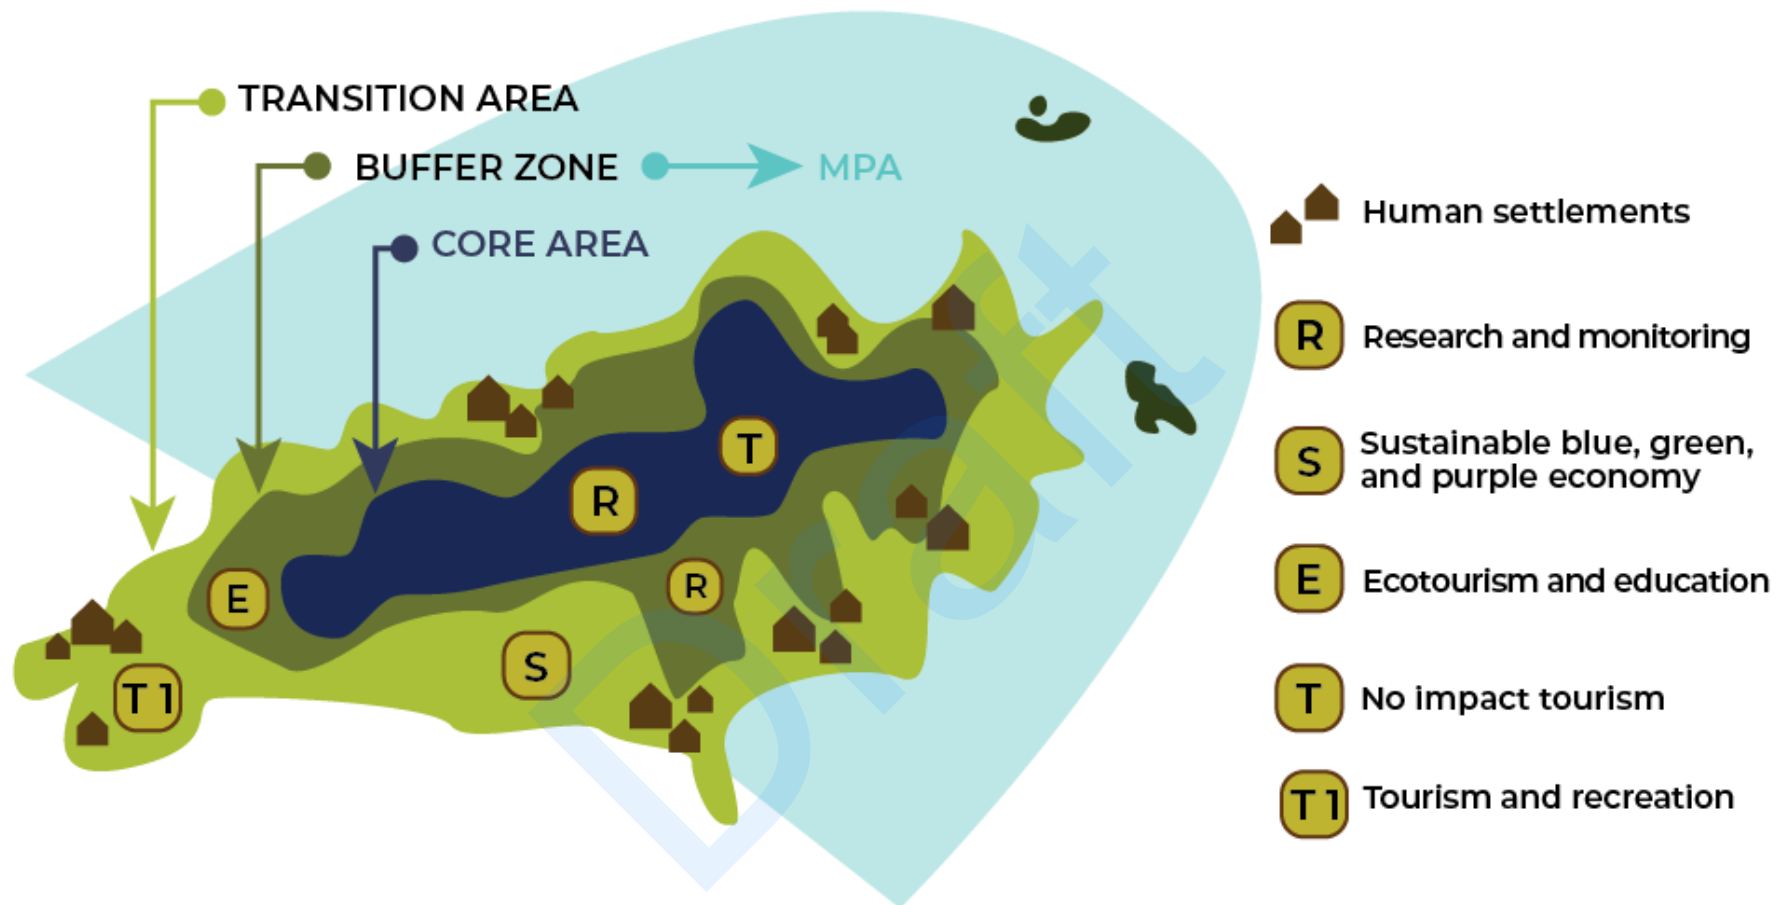 TRANSITION AREA
BUFFER ZONE
MPA
CORE AREA
Human settlements
R
Research and monitoring
S
Sustainable blue, green,
and purple economy
E
Ecotourism and education
T
No impact tourism
T1
Tourism and recreation
T
R
R
E
S
T1
Draft